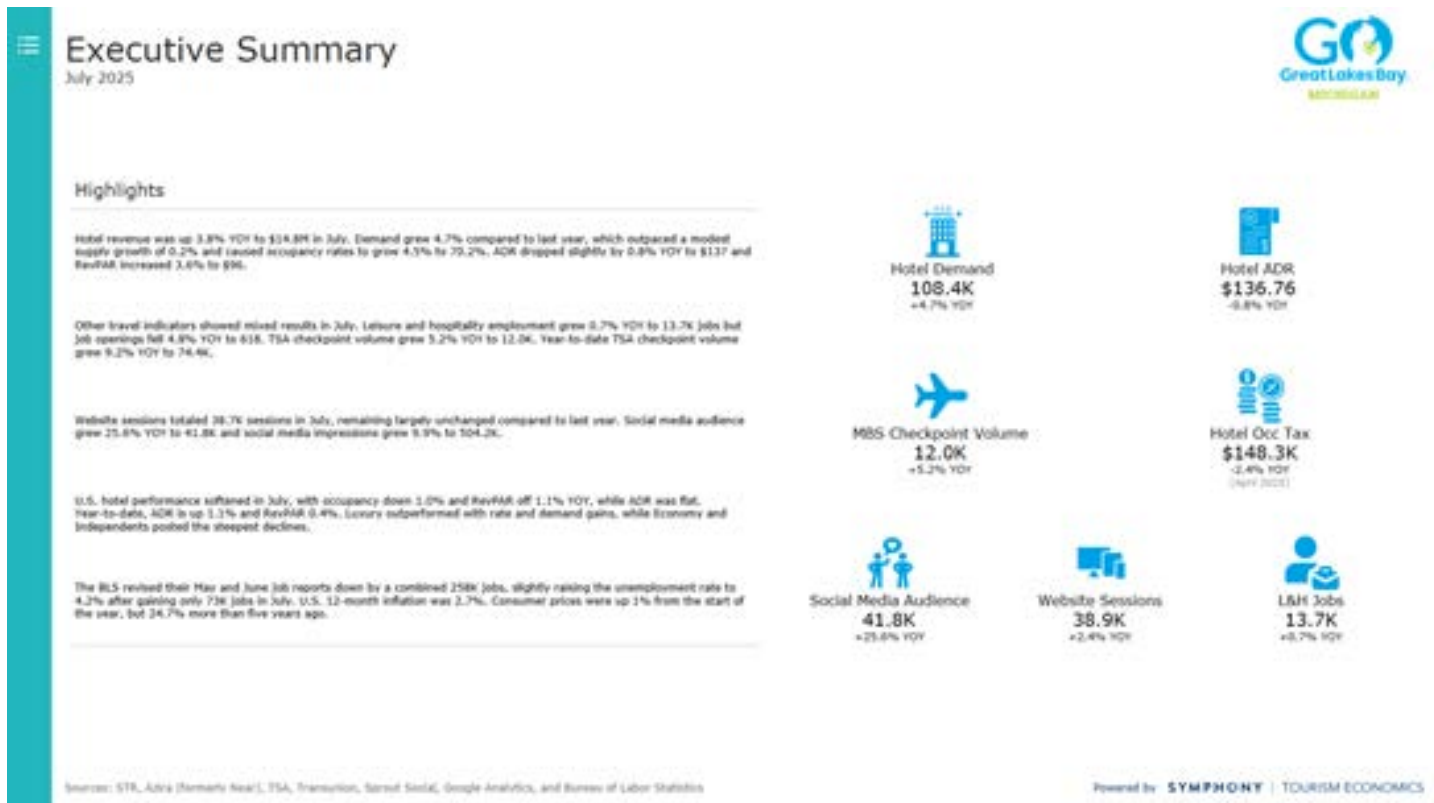 Executive Summary
July 2025
GO
GreatLakesBay
MICHIGAN
Highlights
Hotel revenue was up 3.8% YOY to $14.8M in July. Demand grew 4.7% compared to last year, which outpaced a modest
supply growth of 0.2% and caused occupancy rates to grow 4.5% to 70.2%. ADR dropped slightly by 0.8% YOY to $137 and
RevPAR increased 3.6% to $96.
Other travel indicators showed mixed results in July. Leisure and hospitality employment grew 0.7% YOY to 13.7K jobs but
job openings fell 4.8% YOY to 618. TSA checkpoint volume grew 5.2% YOY to 12.0K. Year-to-date TSA checkpoint volume
grew 9.2% YOY to 74.4K.
Website sessions totaled 38.7K sessions in July, remaining largely unchanged compared to last year. Social media audience
grew 25.6% YOY to 41.8K and social media impressions grew 9.9% to 504.2K.
U.S. hotel performance softened in July, with occupancy down 1.0% and RevPAR off 1.1% YOY, while ADR was flat.
Year-to-date, ADR is up 1.1% and RevPAR 0.4%. Luxury outperformed with rate and demand gains, while Economy and
Independents posted the steepest declines.
The BLS revised their May and June job reports down by a combined 258K jobs, slightly raising the unemployment rate to
4.2% after gaining only 73K jobs in July. U.S. 12-month inflation was 2.7%. Consumer prices were up 1% from the start of
the year, but 24.7% more than five years ago.
Hotel Demand
108.4K
+4.7% YOY
Hotel ADR
$136.76
-0.8% YOY
MBS Checkpoint Volume
12.0K
+5.2% YOY
Hotel Occ Tax
$148.3K
-2.4% YOY
(April 2025)
Social Media Audience
41.8K
+25.6% YOY
Website Sessions
38.9K
+2.4% YOY
L&H Jobs
13.7K
+0.7% YOY
Sources: STR, Azira (formerly Near), TSA, Transunion, Sprout Social, Google Analytics, and Bureau of Labor Statistics
Powered by SYMPHONY | TOURISM ECONOMICS